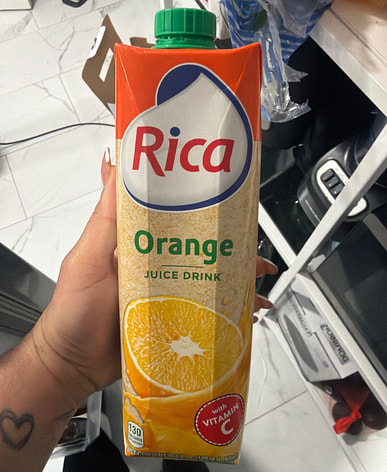 Rica
Orange
JUICE DRINK
with
VITAMIN
C
130